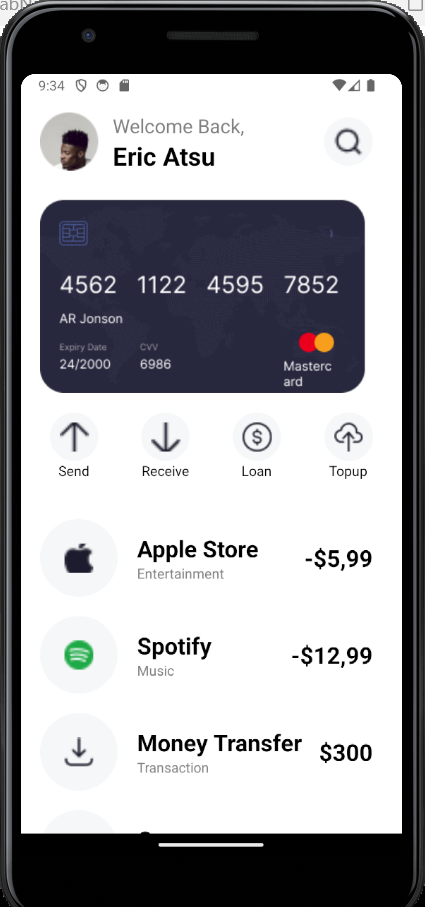 abN
9:34
Welcome Back,
Eric Atsu
4562 1122 4595 7852
AR Jonson
Expiry Date CVV
24/2000 6986
Masterc
ard
Send Receive Loan Topup
Apple Store -$5,99
Entertainment
Spotify -$12,99
Music
Money Transfer $300
Transaction